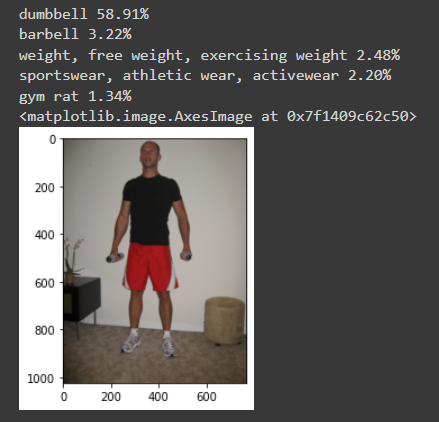 dumbbell 58.91%
barbell 3.22%
weight, free weight, exercising weight 2.48%
sportswear, athletic wear, activewear 2.20%
gym rat 1.34%
<matplotlib.image.AxesImage at 0x7f1409c62c50>
0
200
400
600
800
1000
0 200 400 600